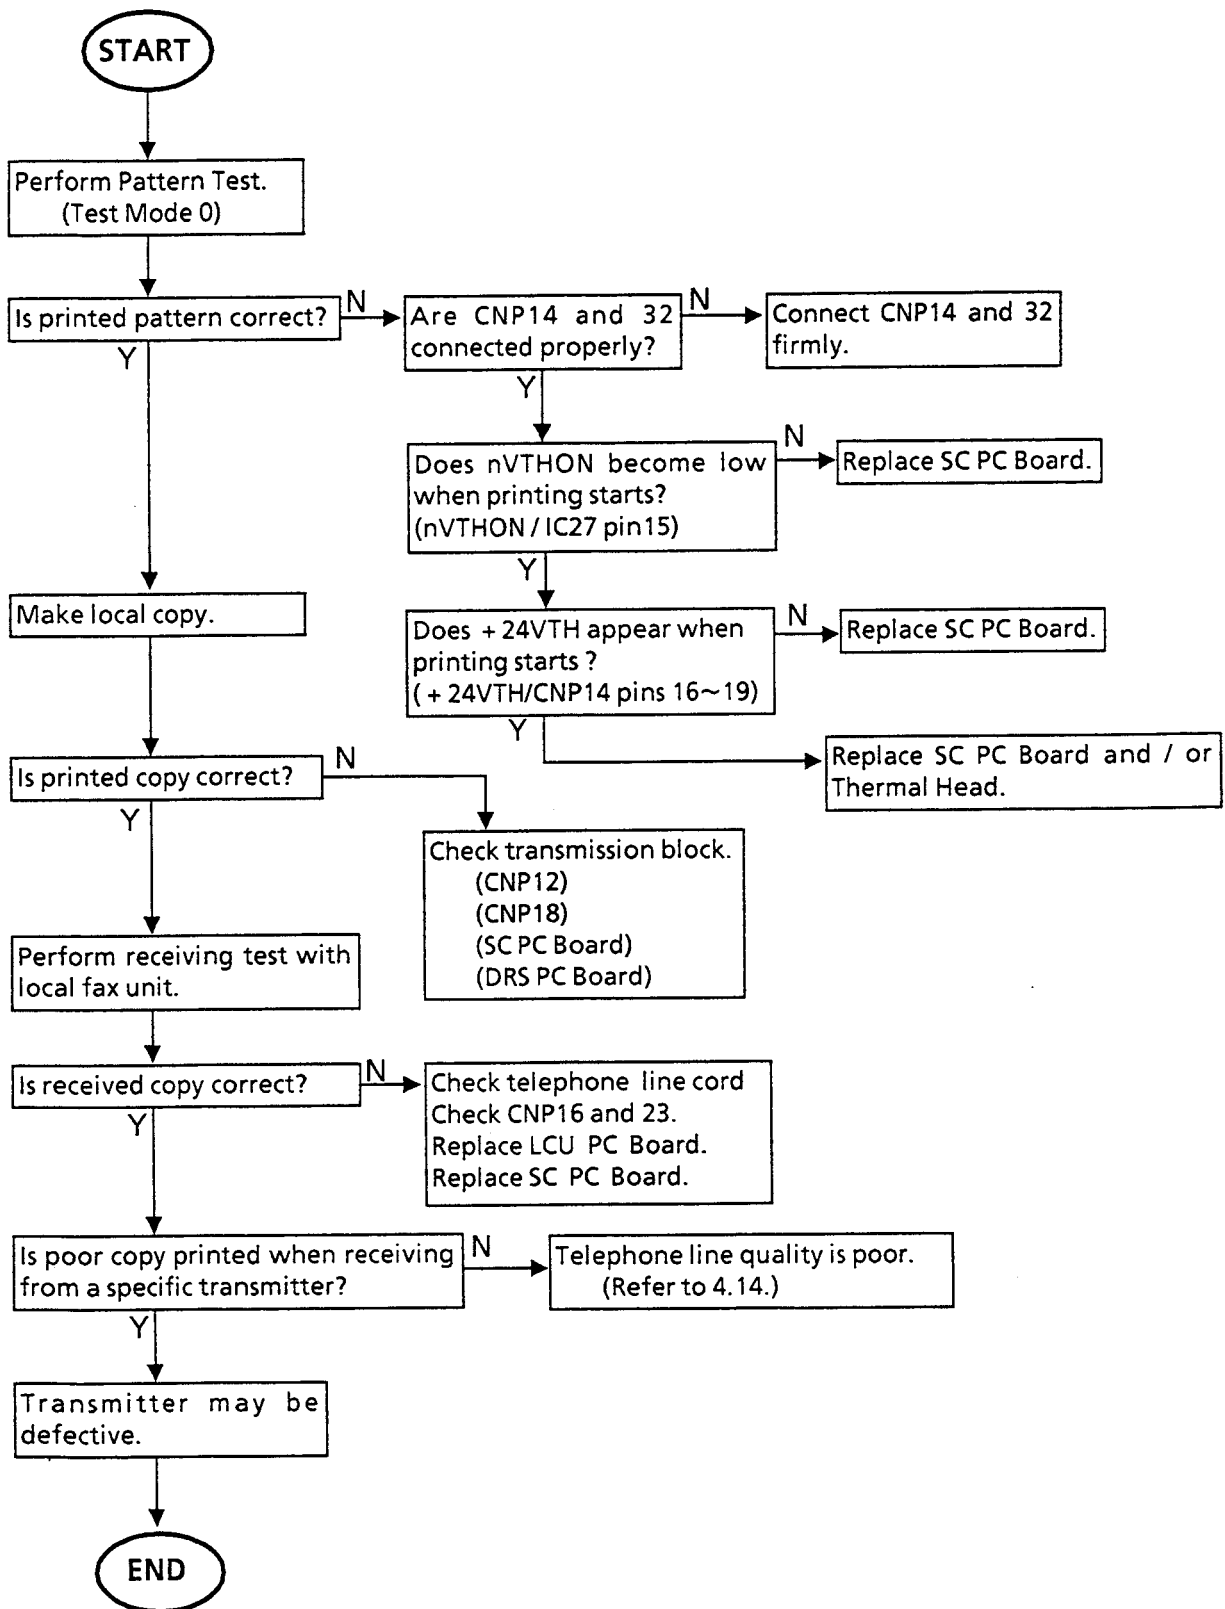 START
Perform Pattern Test.
(Test Mode 0)
Is printed pattern correct?
N
Are CNP14 and 32
connected properly?
N
Connect CNP14 and 32
firmly.
Y
Y
Does nVTHON become low
when printing starts?
(nVTHON / IC27 pin15)
N
Replace SC PC Board.
Y
Make local copy.
Does + 24VTH appear when
printing starts ?
( + 24VTH/CNP14 pins 16~19)
N
Replace SC PC Board.
Y
Replace SC PC Board and / or
Thermal Head.
Is printed copy correct?
N
Y
Check transmission block.
(CNP12)
(CNP18)
(SC PC Board)
(DRS PC Board)
Perform receiving test with
local fax unit.
Is received copy correct?
N
Check telephone line cord
Check CNP16 and 23.
Replace LCU PC Board.
Replace SC PC Board.
Y
Is poor copy printed when receiving
from a specific transmitter?
N
Telephone line quality is poor.
(Refer to 4.14.)
Y
Transmitter may be
defective.
END